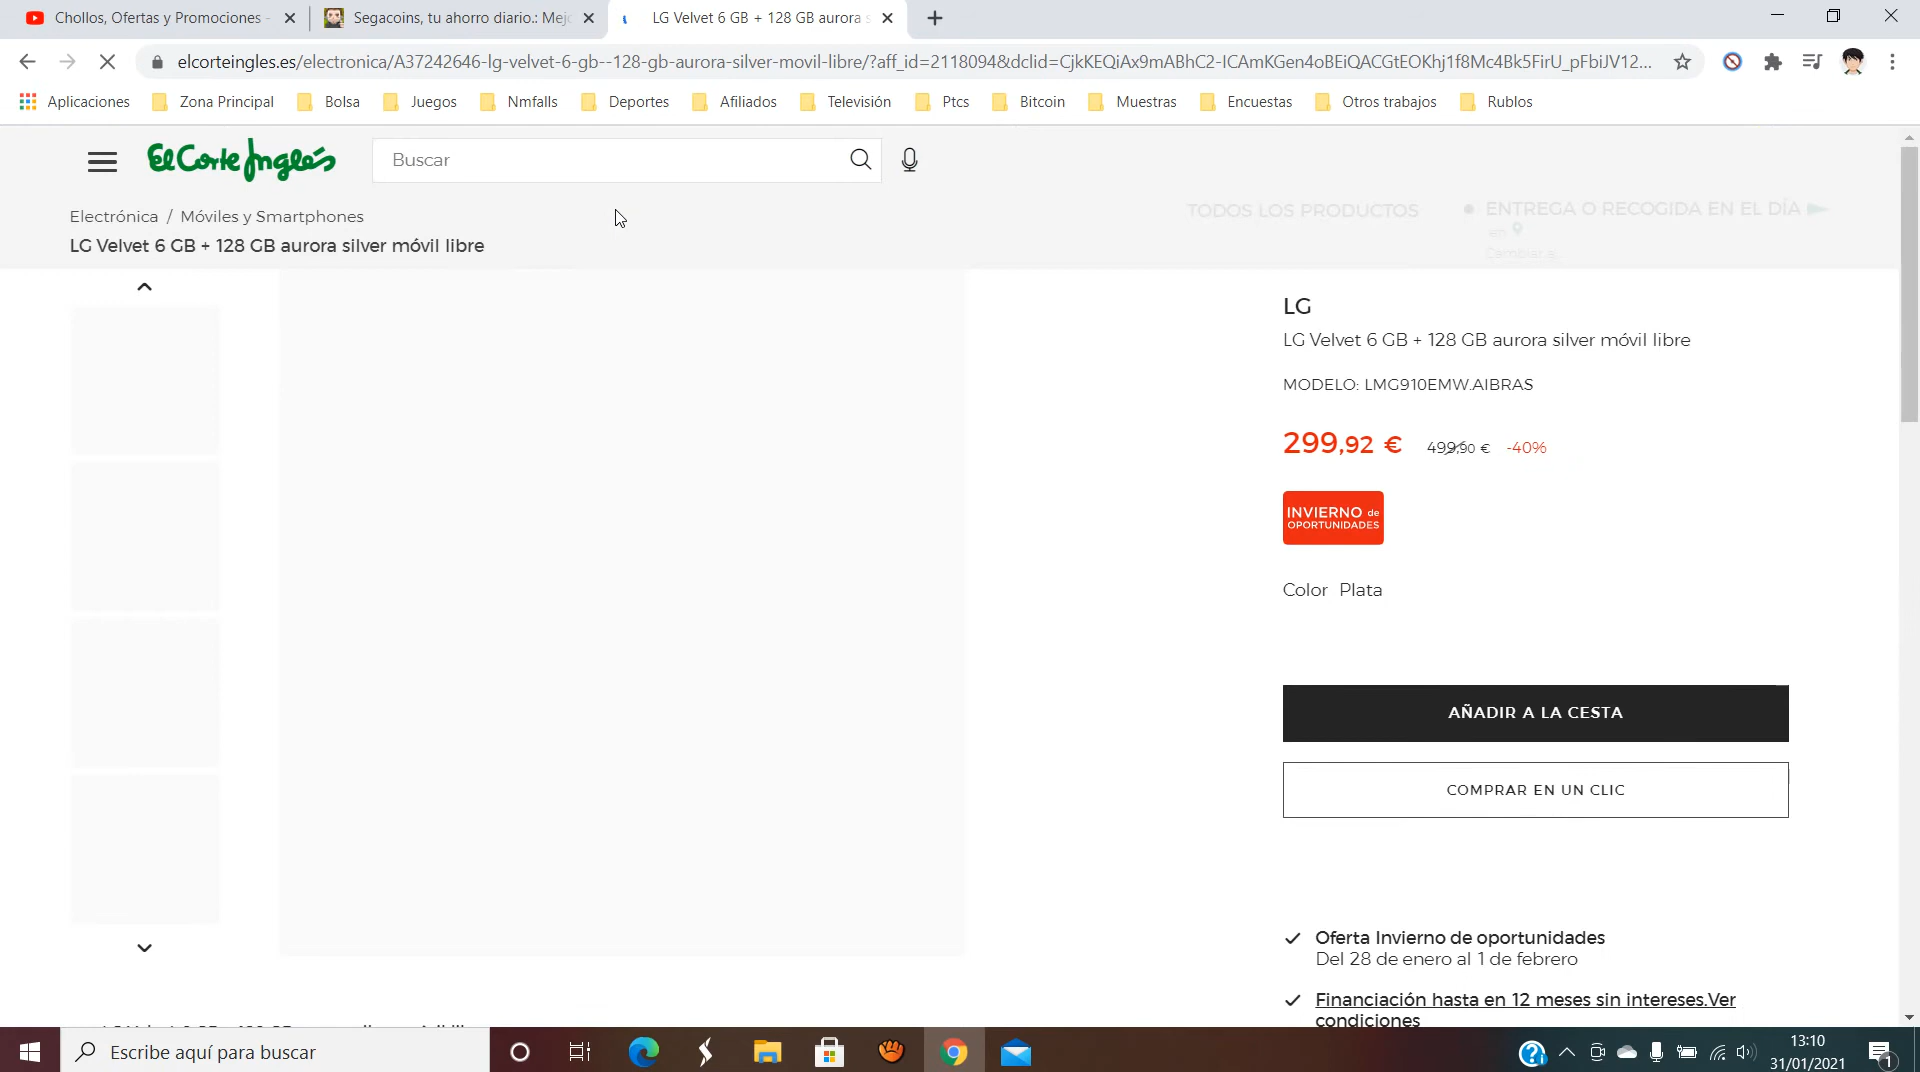 Chollos, Ofertas y Promociones -
Segacoins, tu ahorro diario.: Mejo
LG Velvet 6 GB + 128 GB aurora s
elcorteingles.es/electronica/A37242646-lg-velvet-6-gb--128-gb-aurora-silver-movil-libre/?aff_id=2118094&dclid=CjkKEQiAx9mABhC2-ICAmKGen4oBEiQACGtEOKhj1f8Mc4Bk5FirU_pFbiJV12...
Aplicaciones
Zona Principal
Bolsa
Juegos
Nmfalls
Deportes
Afiliados
Televisión
Ptcs
Bitcoin
Muestras
Encuestas
Otros trabajos
Rublos
El Corte Inglés
Buscar
Electrónica / Móviles y Smartphones
TODOS LOS PRODUCTOS
ENTREGA O RECOGIDA EN EL DÍA
en
LG Velvet 6 GB + 128 GB aurora silver móvil libre
LG
LG Velvet 6 GB + 128 GB aurora silver móvil libre
MODELO: LMG910EMW.AIBRAS
299,92 € 499,90 € -40%
INVIERNO de
OPORTUNIDADES
Color Plata
AÑADIR A LA CESTA
COMPRAR EN UN CLIC
Oferta Invierno de oportunidades
Del 28 de enero al 1 de febrero
Financiación hasta en 12 meses sin intereses.Ver
condiciones
Escribe aquí para buscar
13:10
31/01/2021
1